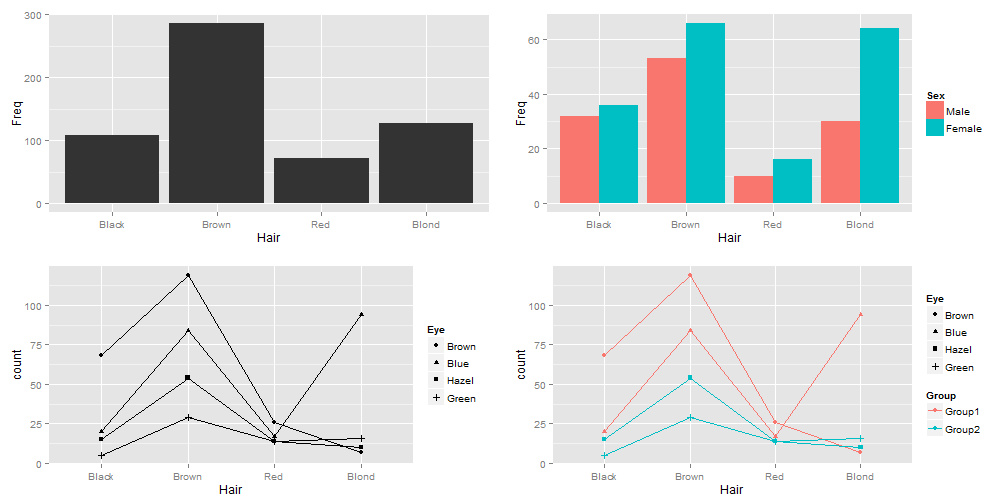 300
200
100
0
Freq
Black Brown Red Blond
Hair
60
40
20
0
Freq
Black Brown Red Blond
Hair
Sex
Male
Female
100
75
50
25
0
count
Black Brown Red Blond
Hair
Eye
Brown
Blue
Hazel
Green
100
75
50
25
0
count
Black Brown Red Blond
Hair
Eye
Brown
Blue
Hazel
Green
Group
Group1
Group2